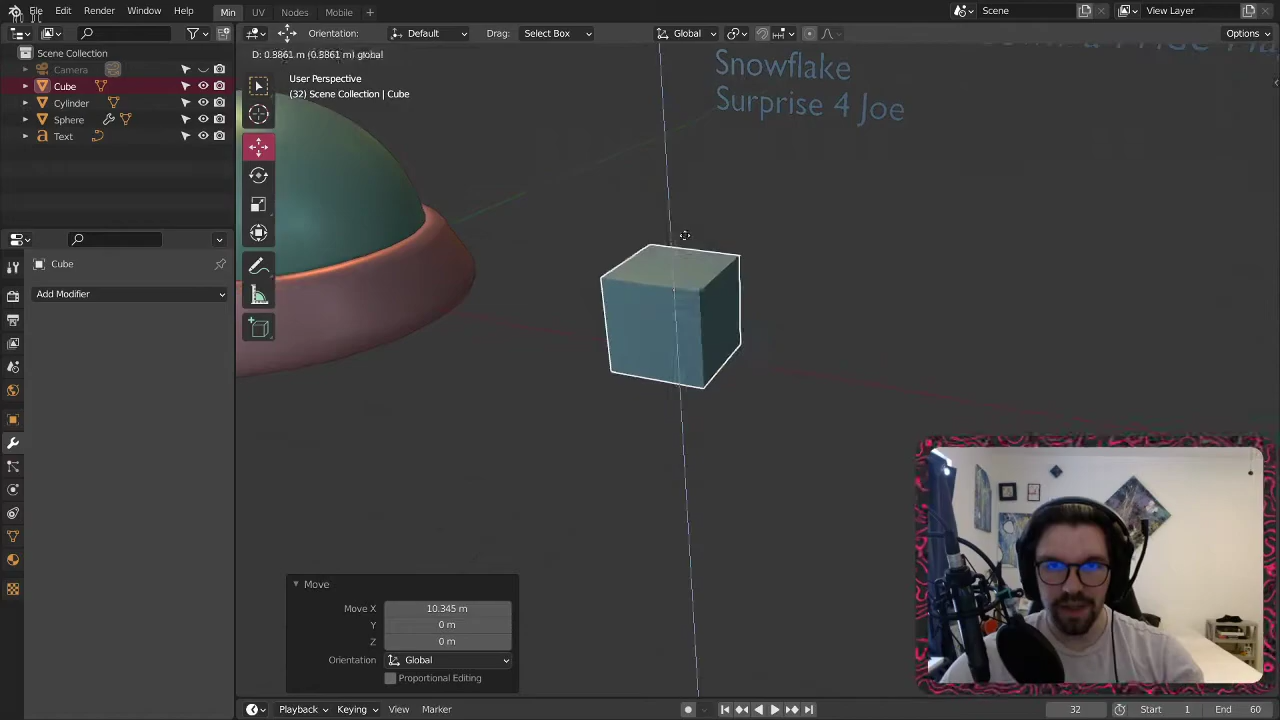 File Edit Render Window Help Min UV Nodes Mobile + Scene View Layer
Orientation: Default Drag: Select Box Global Options
D: 0.8861 m (0.8861 m) global
Scene Collection
Camera
Cube
Cylinder
Sphere
Text
User Perspective
(32) Scene Collection | Cube
Snowflake
Surprise 4 Joe
Cube
Add Modifier
Move
Move X 10.345 m
Y 0 m
Z 0 m
Orientation Global
Proportional Editing
Playback Keying View Marker 32 Start 1 End 60